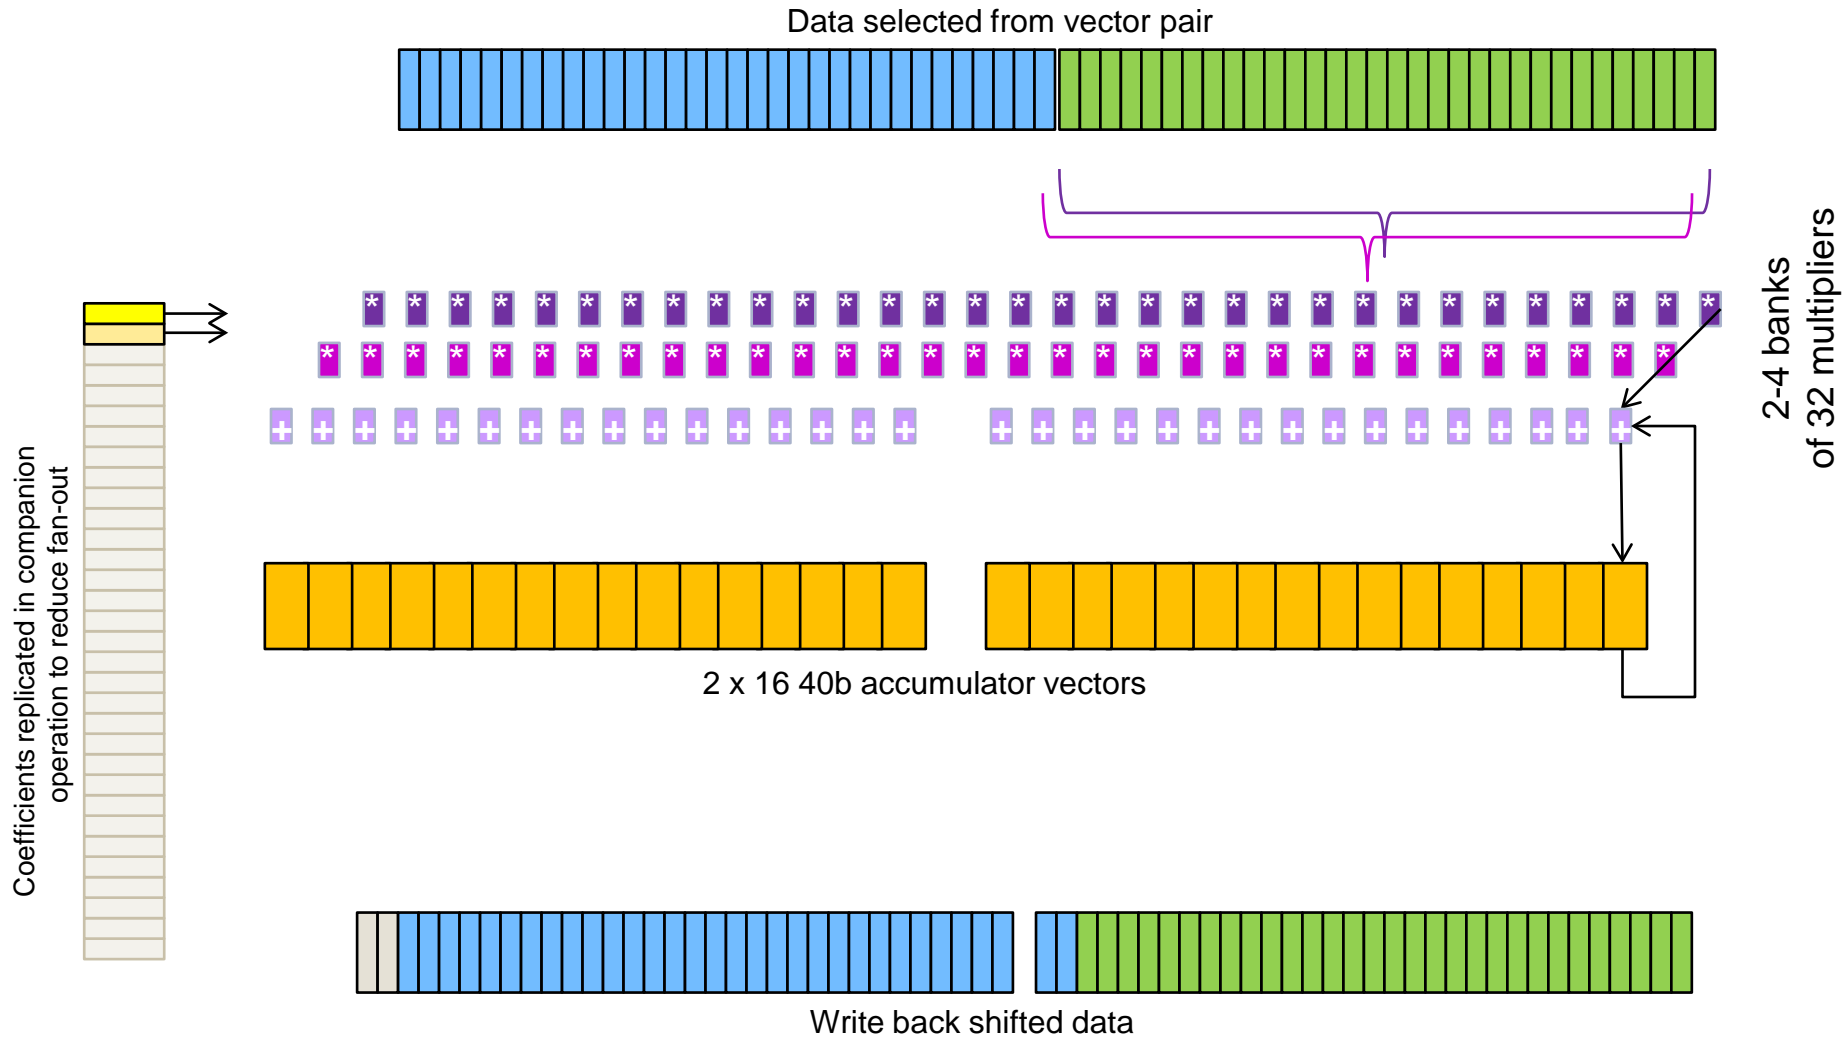 Data selected from vector pair
2-4 banks
of 32 multipliers
* * * * * * * * * * * * * * * * * * * * * * * * * * * * * * * *
* * * * * * * * * * * * * * * * * * * * * * * * * * * * * * * *
+ + + + + + + + + + + + + + + + + + + + + + + + + + + + + + + +
Coefficients replicated in companion
operation to reduce fan-out
2 x 16 40b accumulator vectors
Write back shifted data